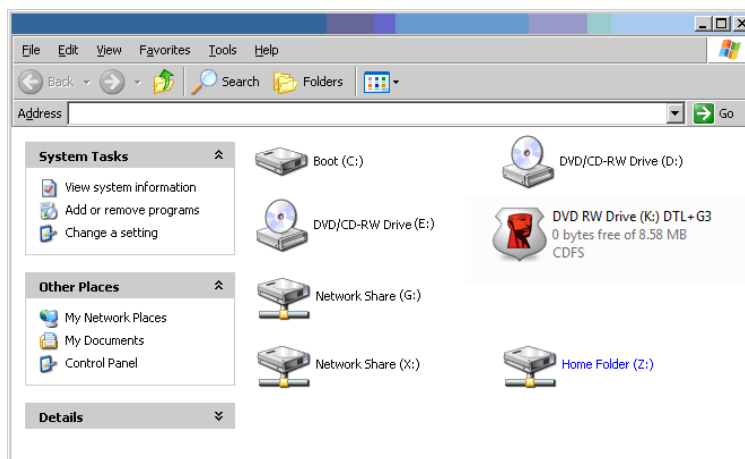 File Edit View Favorites Tools Help
Back Search Folders
Address Go
System Tasks
View system information
Add or remove programs
Change a setting
Other Places
My Network Places
My Documents
Control Panel
Details
Boot (C:) DVD/CD-RW Drive (D:)
DVD/CD-RW Drive (E:)
DVD RW Drive (K:) DTL+G3
0 bytes free of 8.58 MB
CDFS
Network Share (G:)
Network Share (X:) Home Folder (Z:)